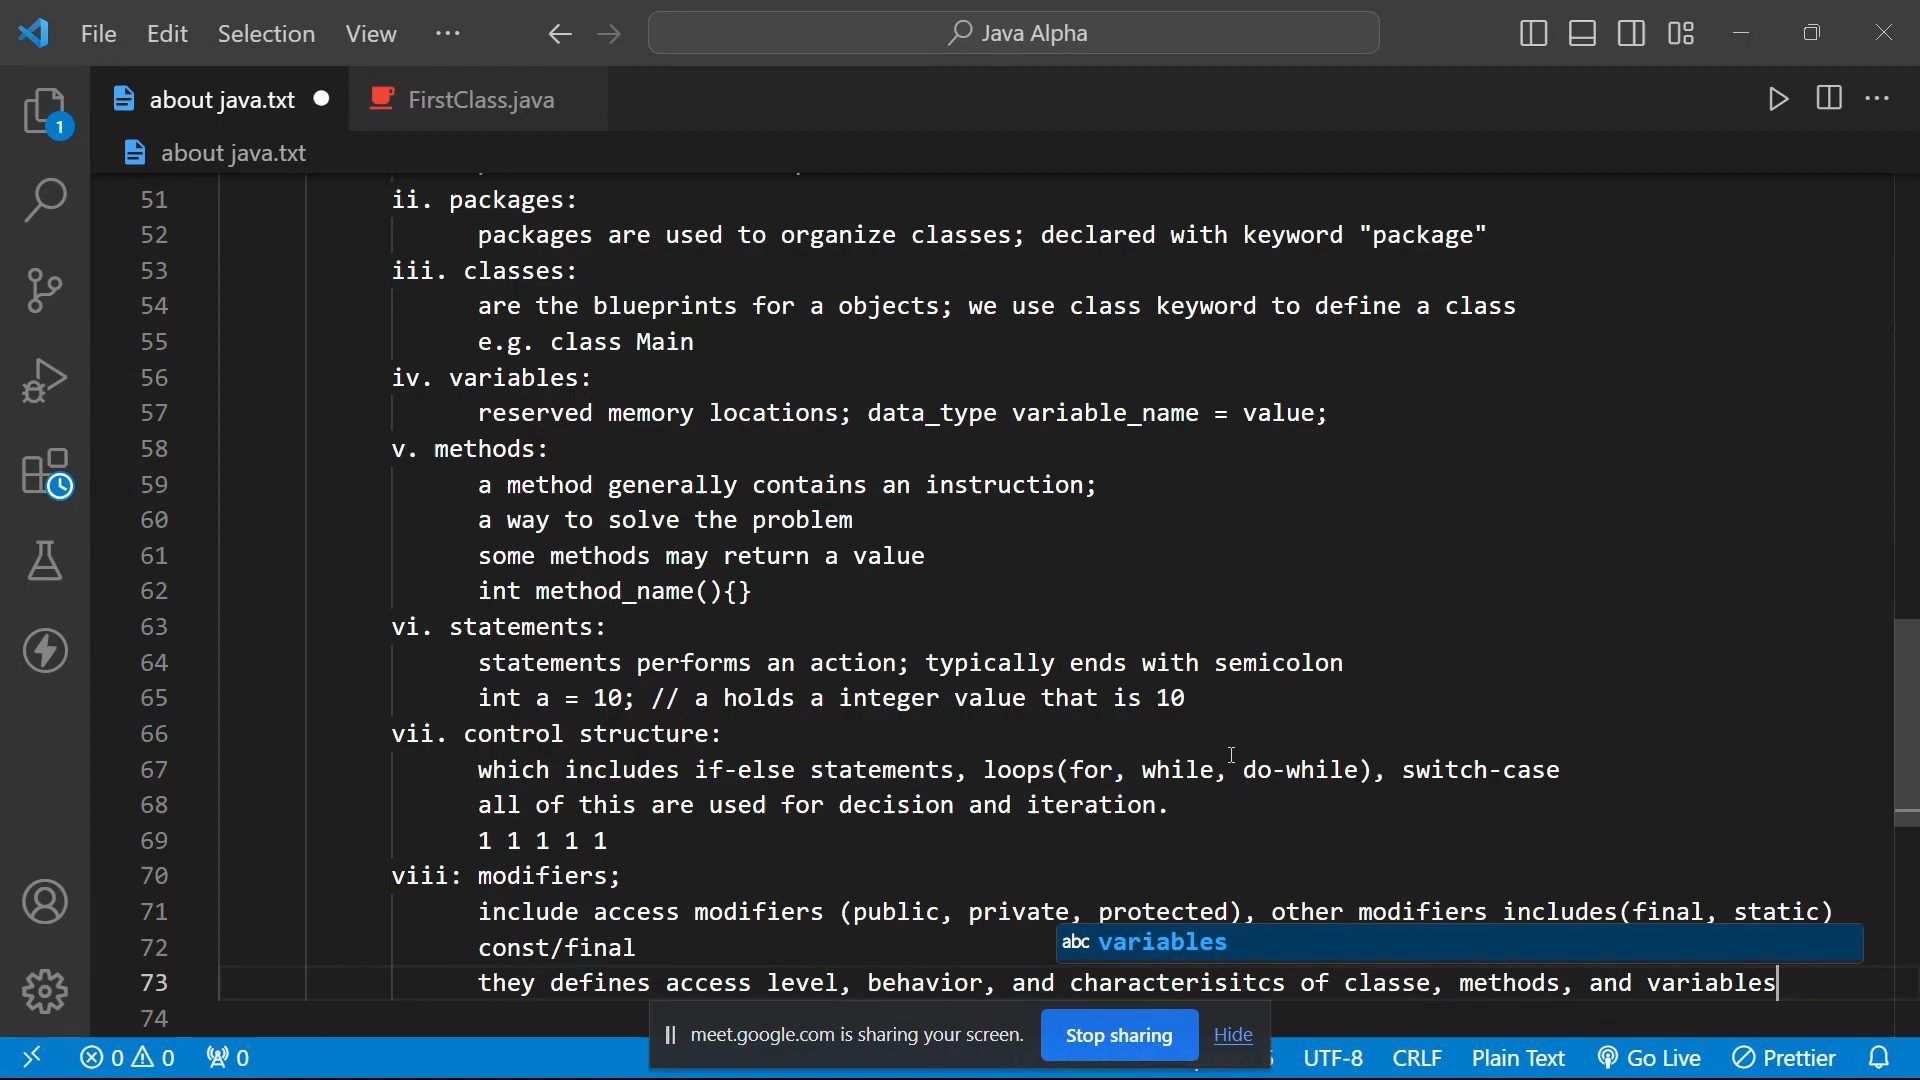 File Edit Selection View ··· Java Alpha
1
about java.txt FirstClass.java
about java.txt
51 ii. packages:
52 packages are used to organize classes; declared with keyword "package"
53 iii. classes:
54 are the blueprints for a objects; we use class keyword to define a class
55 e.g. class Main
56 iv. variables:
57 reserved memory locations; data_type variable_name = value;
58 v. methods:
59 a method generally contains an instruction;
60 a way to solve the problem
61 some methods may return a value
62 int method_name(){}
63 vi. statements:
64 statements performs an action; typically ends with semicolon
65 int a = 10; // a holds a integer value that is 10
66 vii. control structure:
67 which includes if-else statements, loops(for, while, do-while), switch-case
68 all of this are used for decision and iteration.
69 1 1 1 1 1
70 viii: modifiers;
71 include access modifiers (public, private, protected), other modifiers includes(final, static)
72 const/final
abc variables
73 they defines access level, behavior, and characterisitcs of classe, methods, and variables
74
meet.google.com is sharing your screen. Stop sharing Hide
0 0 0 UTF-8 CRLF Plain Text Go Live Prettier